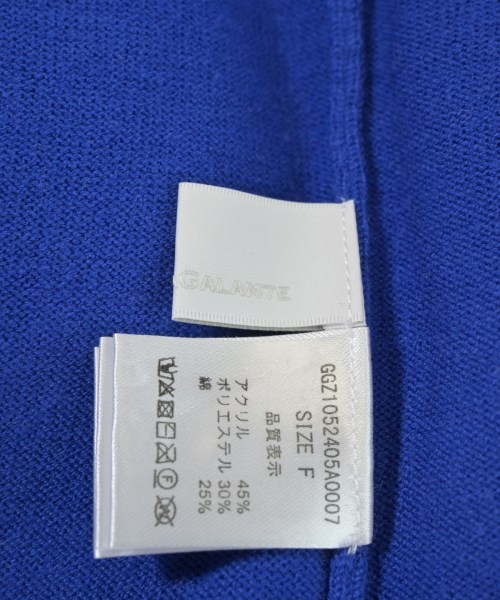 GALANTE
GGZ1052405A0007
SIZE F
品質表示
アクリル 45%
ポリエステル 30%
綿 25%